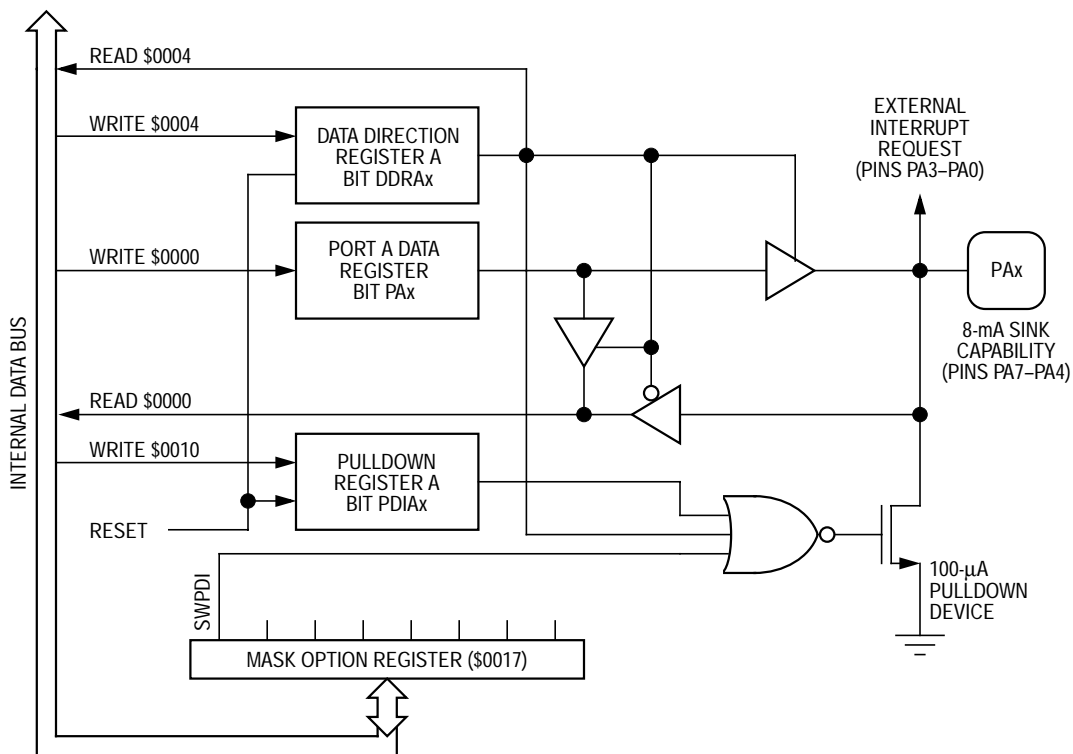 READ $0004
WRITE $0004
DATA DIRECTION
REGISTER A
BIT DDRAx
EXTERNAL
INTERRUPT
REQUEST
(PINS PA3–PA0)
WRITE $0000
PORT A DATA
REGISTER
BIT PAx
PAx
8-mA SINK
CAPABILITY
(PINS PA7–PA4)
INTERNAL DATA BUS
READ $0000
WRITE $0010
PULLDOWN
REGISTER A
BIT PDIAx
RESET
SWPDI
100-µA
PULLDOWN
DEVICE
MASK OPTION REGISTER ($0017)